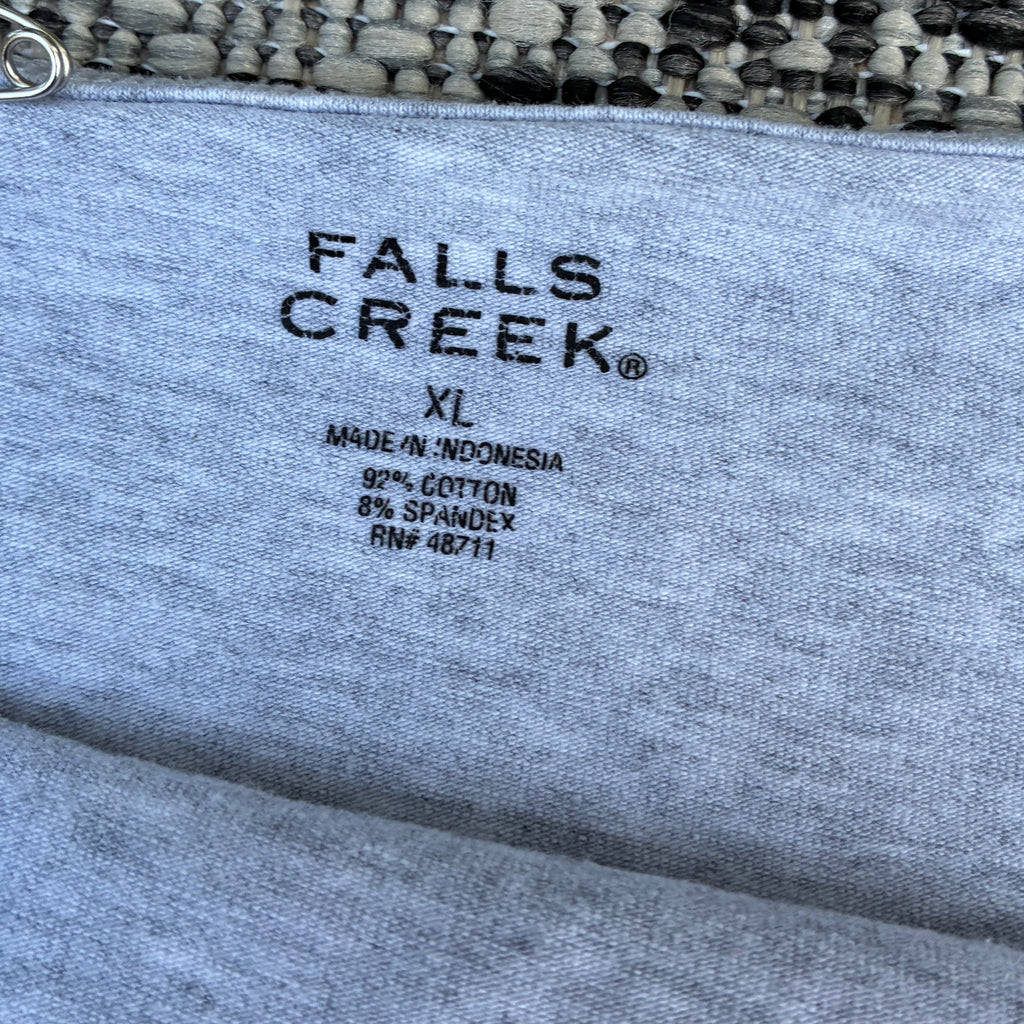 FALLS
CREEK®
XL
MADE IN INDONESIA
92% COTTON
8% SPANDEX
RN# 48711